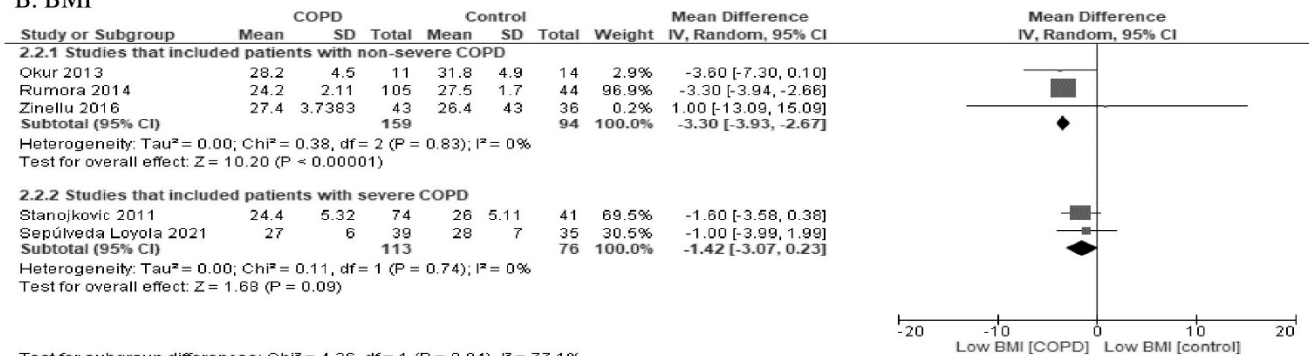 B. BMI
COPD Control Mean Difference Mean Difference
Study or Subgroup Mean SD Total Mean SD Total Weight IV, Random, 95% CI IV, Random, 95% CI
2.2.1 Studies that included patients with non-severe COPD
Okur 2013 28.2 4.5 11 31.8 4.9 14 2.9% -3.60 [-7.30, 0.10]
Rumora 2014 24.2 2.11 105 27.5 1.7 44 96.9% -3.30 [-3.94, -2.66]
Zinellu 2016 27.4 3.7383 43 26.4 43 36 0.2% 1.00 [-13.09, 15.09]
Subtotal (95% CI) 159 94 100.0% -3.30 [-3.93, -2.67]
Heterogeneity: Tau² = 0.00; Chi² = 0.38, df = 2 (P = 0.83); I² = 0%
Test for overall effect: Z = 10.20 (P < 0.00001)
2.2.2 Studies that included patients with severe COPD
Stanojkovic 2011 24.4 5.32 74 26 5.11 41 69.5% -1.60 [-3.58, 0.38]
Sepúlveda Loyola 2021 27 6 39 28 7 35 30.5% -1.00 [-3.99, 1.99]
Subtotal (95% CI) 113 76 100.0% -1.42 [-3.07, 0.23]
Heterogeneity: Tau² = 0.00; Chi² = 0.11, df = 1 (P = 0.74); I² = 0%
Test for overall effect: Z = 1.68 (P = 0.09)
-20 -10 0 10 20
Low BMI [COPD] Low BMI [control]
Test for subgroup differences: Chi² = df = 1 (P = I² = 77.1%